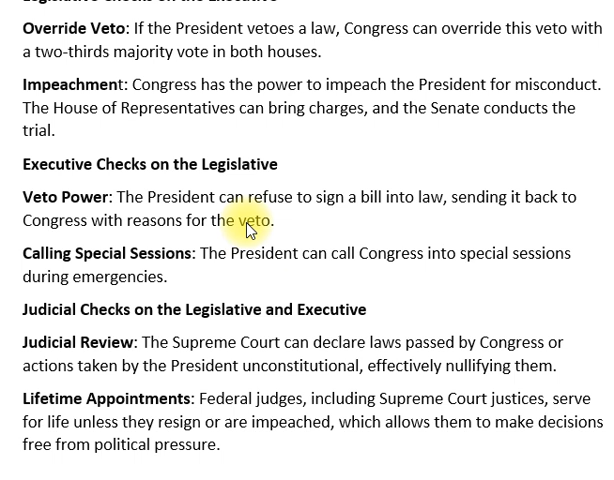 Legislative Checks on the Executive
Override Veto: If the President vetoes a law, Congress can override this veto with
a two-thirds majority vote in both houses.
Impeachment: Congress has the power to impeach the President for misconduct.
The House of Representatives can bring charges, and the Senate conducts the
trial.
Executive Checks on the Legislative
Veto Power: The President can refuse to sign a bill into law, sending it back to
Congress with reasons for the veto.
Calling Special Sessions: The President can call Congress into special sessions
during emergencies.
Judicial Checks on the Legislative and Executive
Judicial Review: The Supreme Court can declare laws passed by Congress or
actions taken by the President unconstitutional, effectively nullifying them.
Lifetime Appointments: Federal judges, including Supreme Court justices, serve
for life unless they resign or are impeached, which allows them to make decisions
free from political pressure.